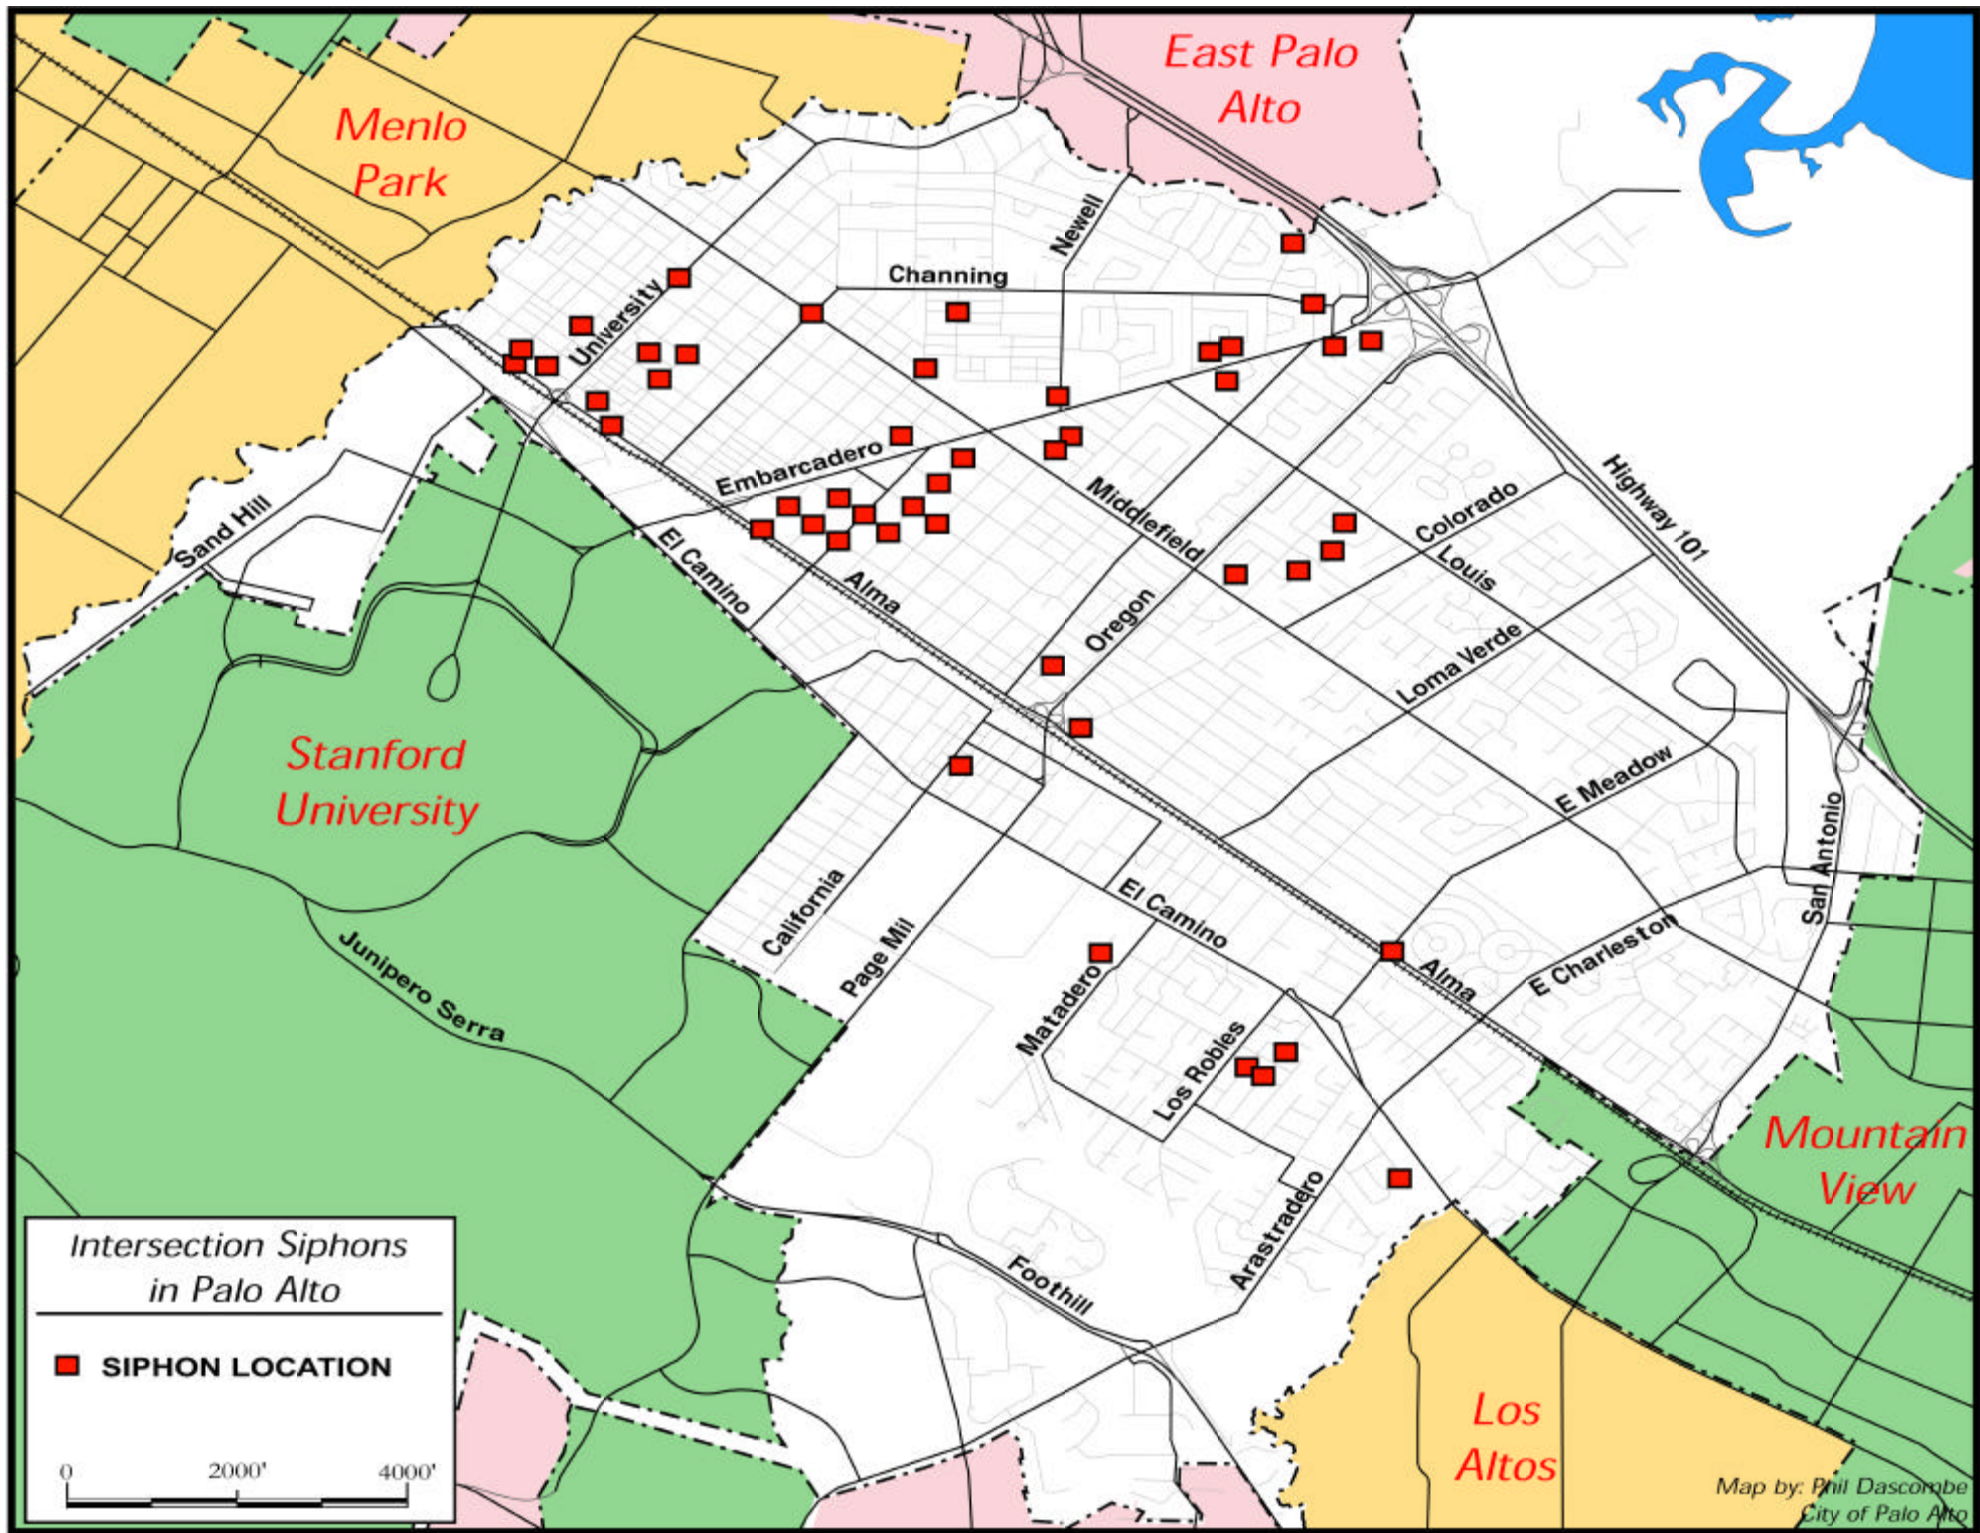 East Palo
Alto
Menlo
Park
Newell
Channing
University
Embarcadero
Middlefield
Highway 101
Colorado
Louis
Sand Hill
El Camino
Alma
Oregon
Loma Verde
Stanford
University
E Meadow
San Antonio
California
El Camino
Page Mil
E Charleston
Junipero Serra
Matadero
Alma
Los Robles
Mountain
View
Arastradero
Foothill
Intersection Siphons
in Palo Alto
SIPHON LOCATION
0 2000' 4000'
Los
Altos
Map by: Phil Dascombe
City of Palo Alto